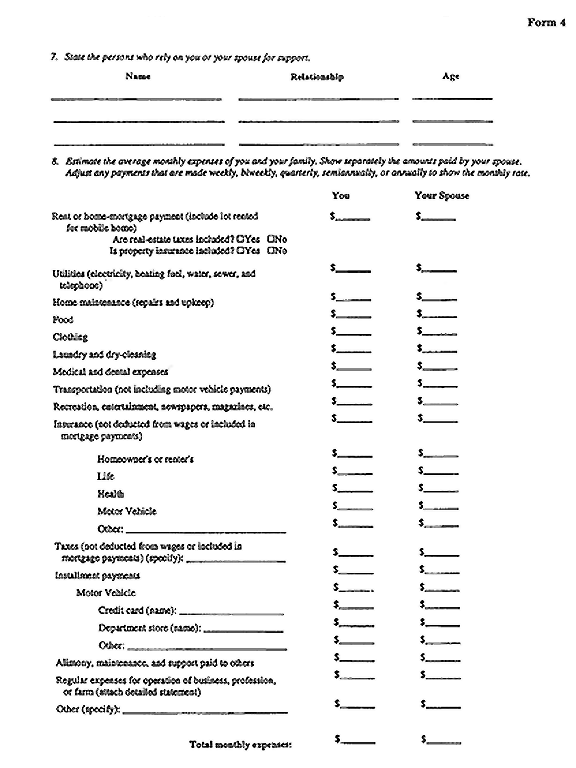 Form 4
7. State the persons who rely on you or your spouse for support.
Name Relationship Age
8. Estimate the average monthly expenses of you and your family. Show separately the amounts paid by your spouse.
Adjust any payments that are made weekly, biweekly, quarterly, semiannually, or annually to show the monthly rate.
You Your Spouse
Rent or home-mortgage payment (include lot rented $ $
for mobile home)
Are real-estate taxes included? ☐Yes ☐No
Is property insurance included? ☐Yes ☐No
Utilities (electricity, heating fuel, water, sewer, and $ $
telephone)
Home maintenance (repairs and upkeep) $ $
Food $ $
Clothing $ $
Laundry and dry-cleaning $ $
Medical and dental expenses $ $
Transportation (not including motor vehicle payments) $ $
Recreation, entertainment, newspapers, magazines, etc. $ $
Insurance (not deducted from wages or included in $ $
mortgage payments)
Homeowner's or renter's $ $
Life $ $
Health $ $
Motor Vehicle $ $
Other: $ $
Taxes (not deducted from wages or included in
mortgage payments) (specify): $ $
Installment payments $ $
Motor Vehicle $ $
Credit card (name): $ $
Department store (name): $ $
Other: $ $
Alimony, maintenance, and support paid to others $ $
Regular expenses for operation of business, profession, $ $
or farm (attach detailed statement)
Other (specify): $ $
Total monthly expenses: $ $